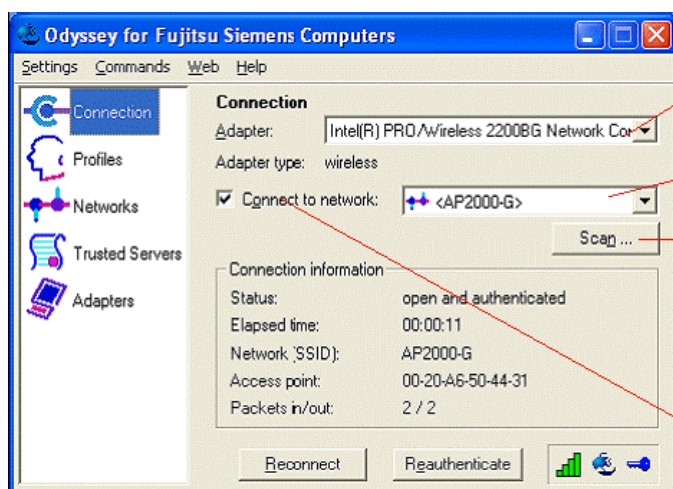 Odyssey for Fujitsu Siemens Computers
Settings Commands Web Help
Connection
Profiles
Networks
Trusted Servers
Adapters
Connection
Adapter: Intel(R) PRO/Wireless 2200BG Network Cor
Adapter type: wireless
Connect to network: <AP2000-G>
Scan ...
Connection information
Status: open and authenticated
Elapsed time: 00:00:11
Network (SSID): AP2000-G
Access point: 00-20-A6-50-44-31
Packets in/out: 2 / 2
Reconnect Reauthenticate